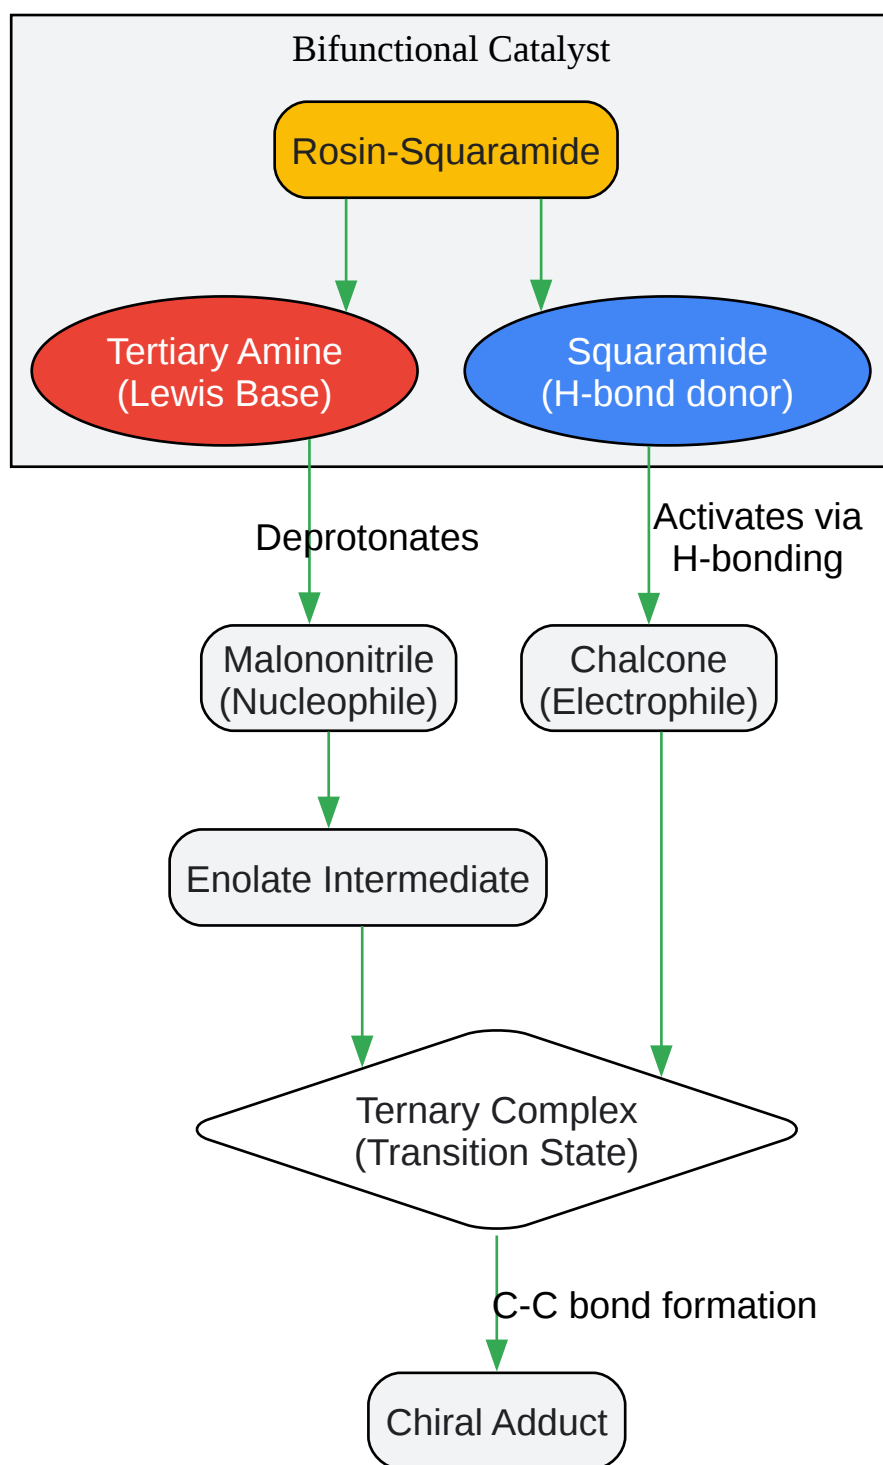 Bifunctional Catalyst
Rosin-Squaramide
Tertiary Amine
(Lewis Base)
Squaramide
(H-bond donor)
Deprotonates
Activates via
H-bonding
Malononitrile
(Nucleophile)
Chalcone
(Electrophile)
Enolate Intermediate
Ternary Complex
(Transition State)
C-C bond formation
Chiral Adduct